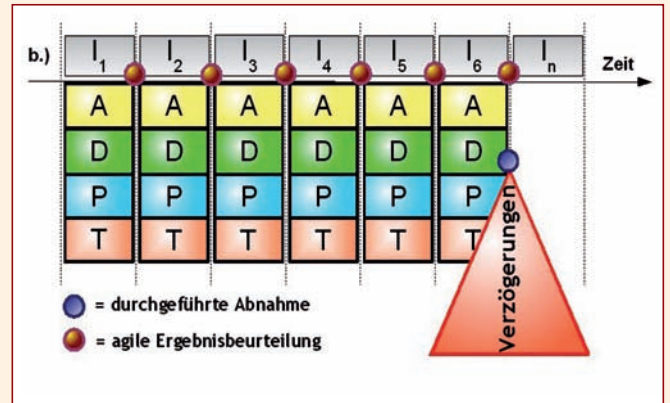 b.) I1 I2 I3 I4 I5 I6 In Zeit
A A A A A A
D D D D D D
P P P P P P
T T T T T T
Verzögerungen
= durchgeführte Abnahme
= agile Ergebnisbeurteilung